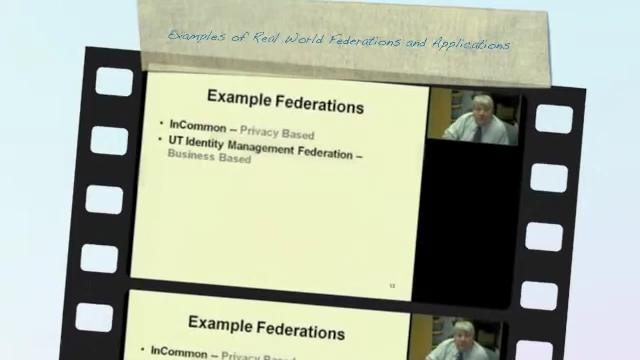 Examples of Real World Federations and Applications
Example Federations
• InCommon – Privacy Based
• UT Identity Management Federation –
Business Based
13
Example Federations
• InCommon – Privacy Based